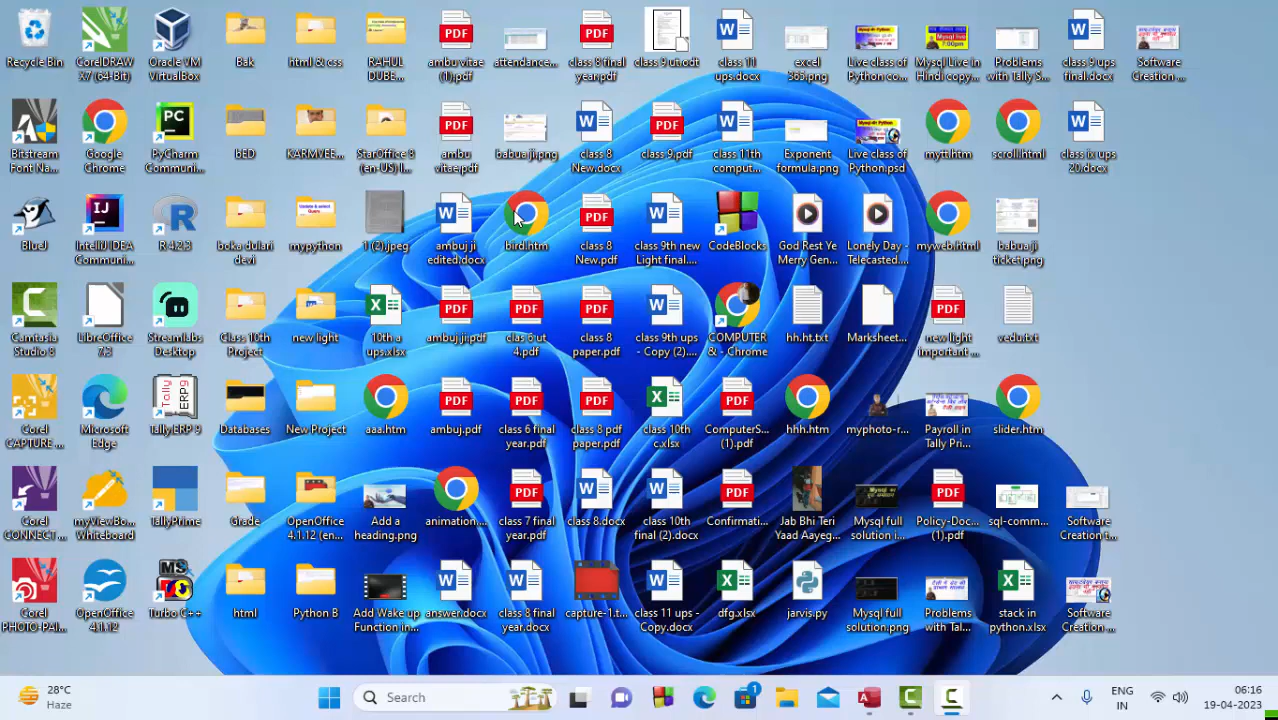 Recycle Bin
CorelDRAW X7 (64-Bit)
Oracle VM VirtualBox
Bak
html & css
RAHUL DUBE...
ambu vitae (1).pdf
attendance...
class 8 final year.pdf
class 9 ut.odt
class 11 ups.docx
excel 365.png
Live class of Python co...
Mysql Live in Hindi copy...
Problems with Tally S...
class 9 ups final.docx
Software Creation ...
Bitstream Font Na...
Google Chrome
PyCharm Communi...
bED
KARMVEE...
StarOffice 8 (en-US) I...
ambu vitae.pdf
babua ji.png
class 8 New.docx
class 9.pdf
class 11th comput...
Exponent formula.png
Live class of Python.psd
mytt.htm
scroll.html
class ix ups 20.docx
BlueJ
IntelliJ IDEA Communi...
R 4.2.3
boka dulari devi
mypython
1 (2).jpeg
ambuj ji edited.docx
bird.htm
class 8 New.pdf
class 9th new Light final....
CodeBlocks
God Rest Ye Merry Gen...
Lonely Day - Telecasted....
myweb.html
babua ji ticket.png
Camtasia Studio 8
LibreOffice 7.3
Streamlabs Desktop
Class 10th Project
new light
10th a ups.xlsx
ambuj.jii.pdf
clas 6 ut 4.pdf
class 8 paper.pdf
class 9th ups - Copy (2)....
COMPUTER & - Chrome
hh.ht.txt
Marksheet...
new light important ...
vedu.txt
Corel CAPTURE ...
Microsoft Edge
Tally.ERP 9
Databases
New Project
aaa.htm
ambuj.pdf
class 6 final year.pdf
class 8 pdf paper.pdf
class 10th c.xlsx
ComputerS... (1).pdf
hhh.htm
myphoto-r...
Payroll in Tally Pri...
slider.htm
Corel CONNECT ...
myViewBo... Whiteboard
TallyPrime
Grade
OpenOffice 4.1.12 (en...
Add a heading.png
animation....
class 7 final year.pdf
class 8.docx
class 10th final (2).docx
Confirmati...
Jab Bhi Teri Yaad Aayeg...
Mysql full solution i...
Policy-Doc... (1).pdf
sql-comm...
Software Creation t...
Corel PHOTO-PAI...
OpenOffice 4.1.12
Turbo C++
html
Python B
Add Wake up Function in...
answer.docx
class 8 final year.docx
capture-1.t...
class 11 ups - Copy.docx
dfg.xlsx
jarvis.py
Mysql full solution.png
Problems with Tal...
stack in python.xlsx
Software Creation ...
28°C
Haze
Search
ENG
IN
06:16
19-04-2023